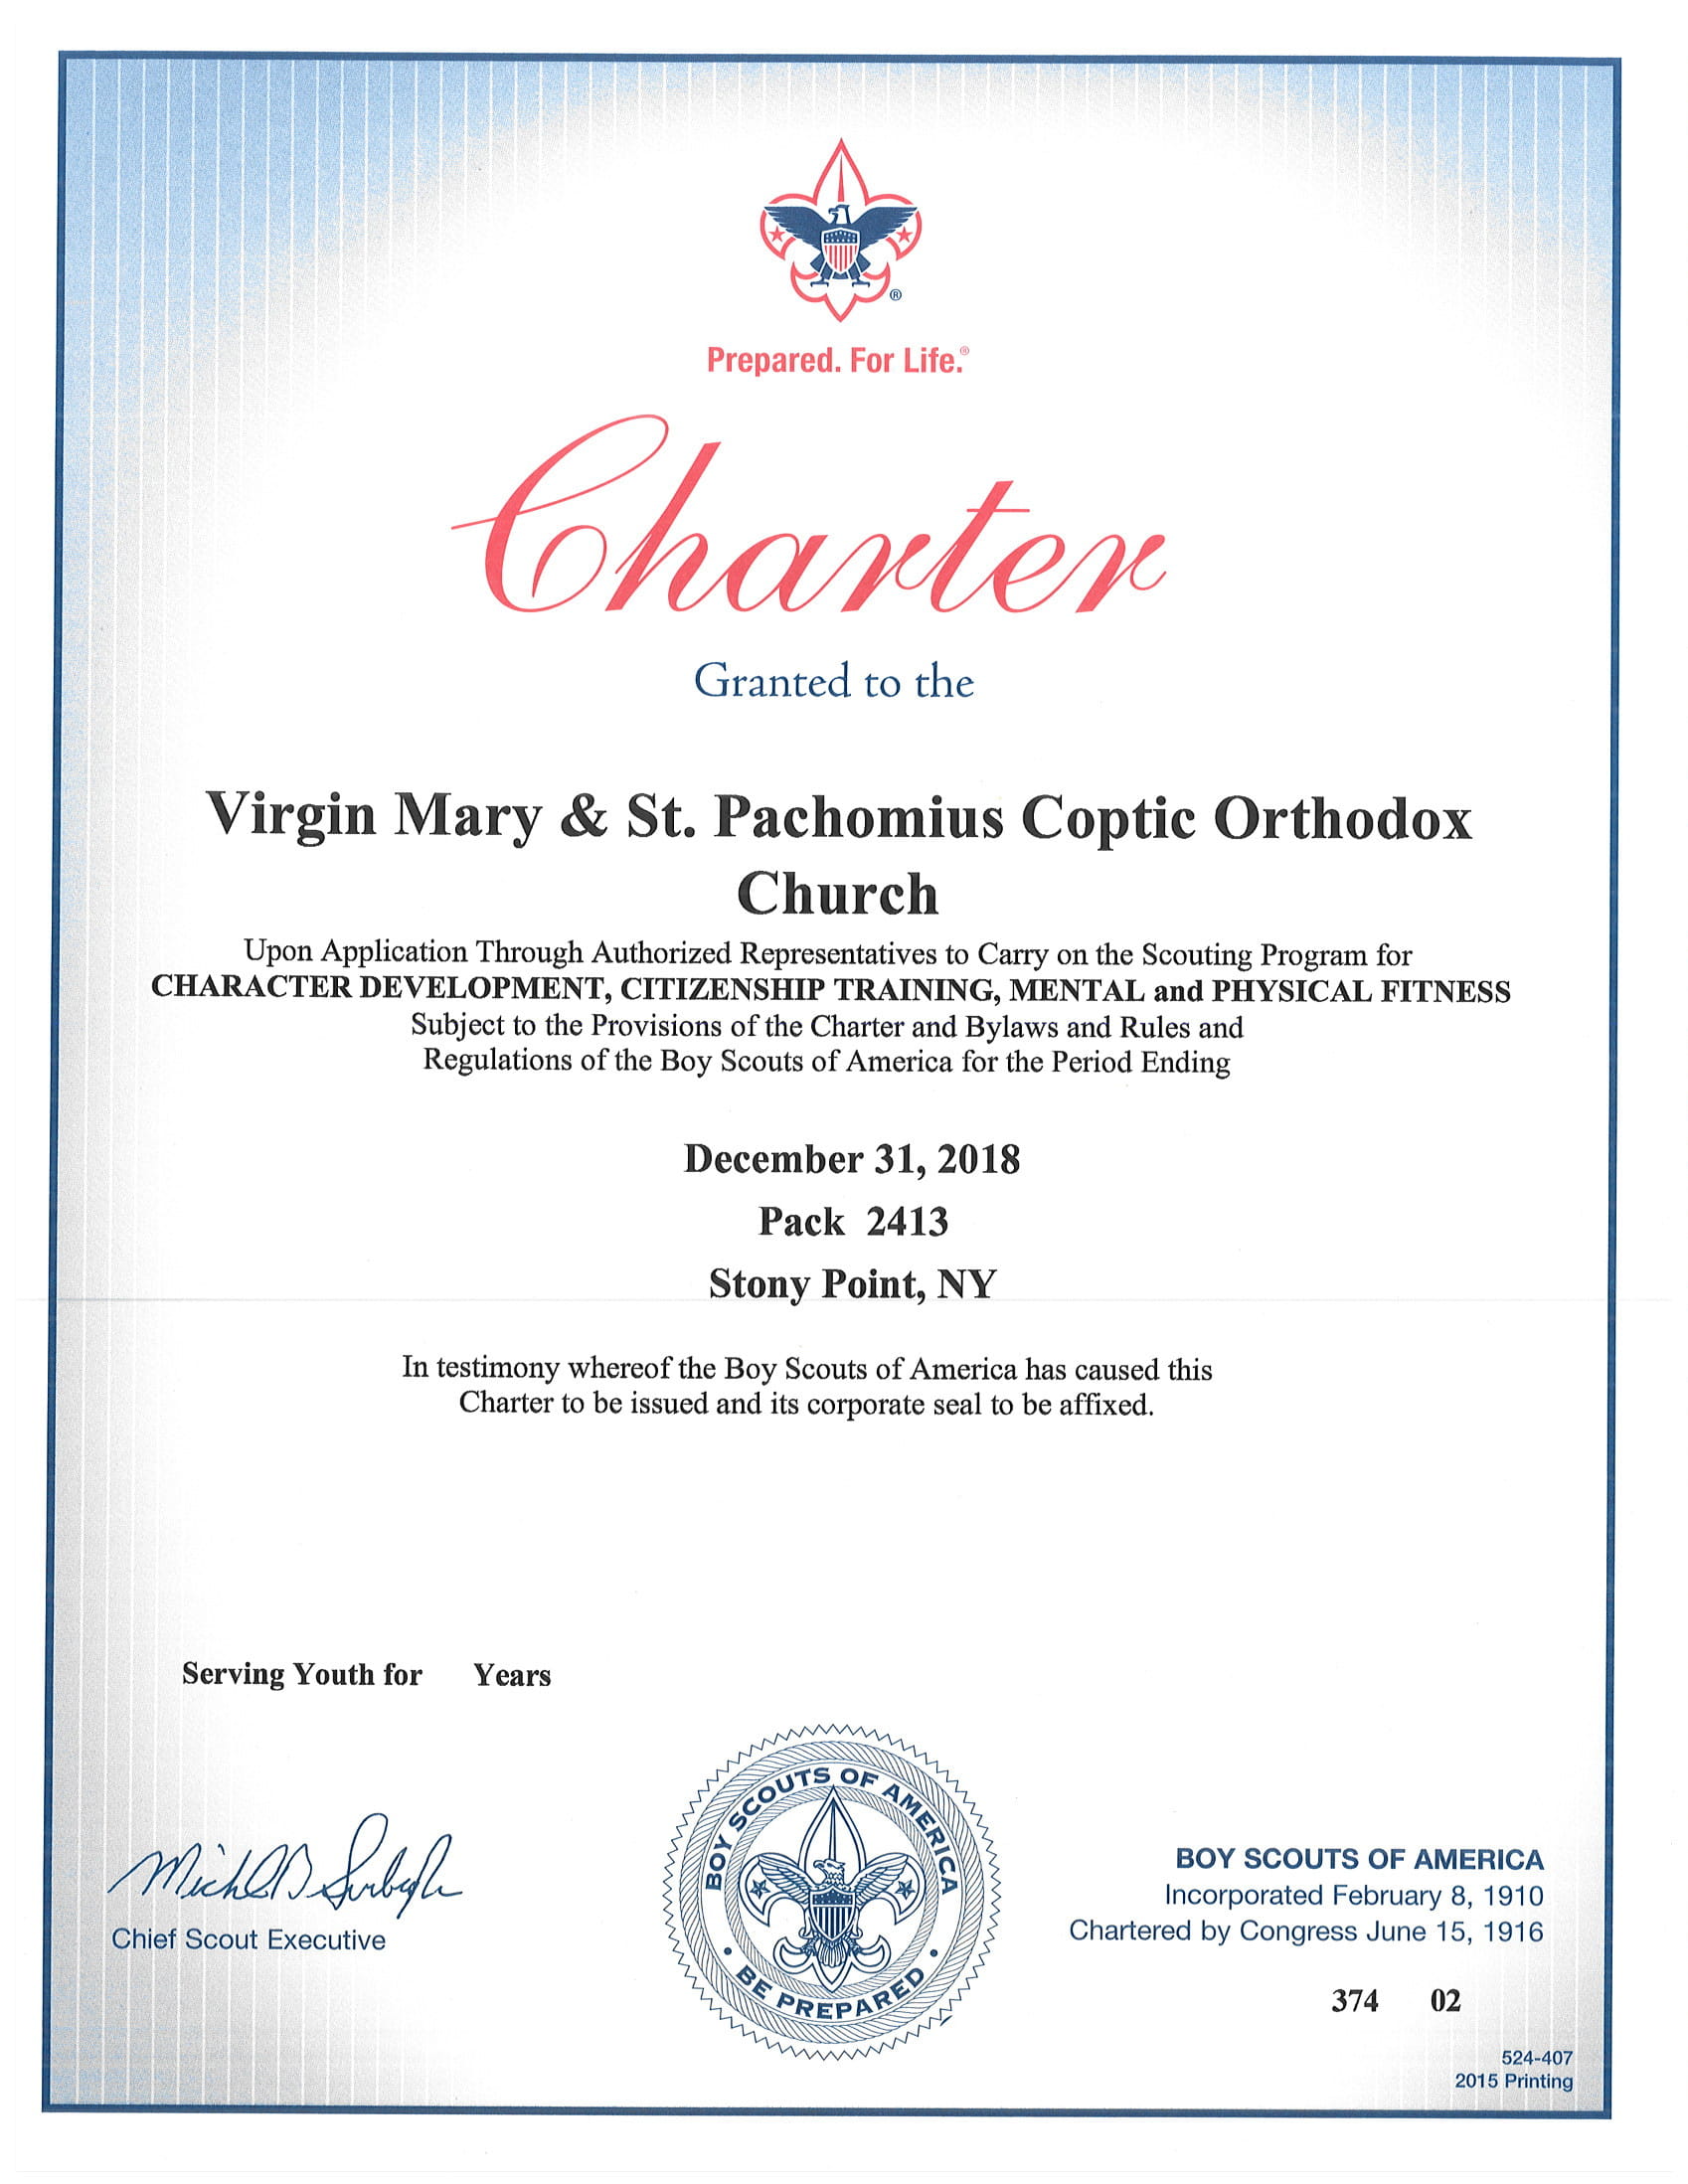 Prepared. For Life.®
Charter
Granted to the
Virgin Mary & St. Pachomius Coptic Orthodox
Church
Upon Application Through Authorized Representatives to Carry on the Scouting Program for
CHARACTER DEVELOPMENT, CITIZENSHIP TRAINING, MENTAL and PHYSICAL FITNESS
Subject to the Provisions of the Charter and Bylaws and Rules and
Regulations of the Boy Scouts of America for the Period Ending
December 31, 2018
Pack 2413
Stony Point, NY
In testimony whereof the Boy Scouts of America has caused this
Charter to be issued and its corporate seal to be affixed.
Serving Youth for Years
Chief Scout Executive
BOY SCOUTS OF AMERICA
• BE PREPARED •
BOY SCOUTS OF AMERICA
Incorporated February 8, 1910
Chartered by Congress June 15, 1916
374 02
524-407
2015 Printing